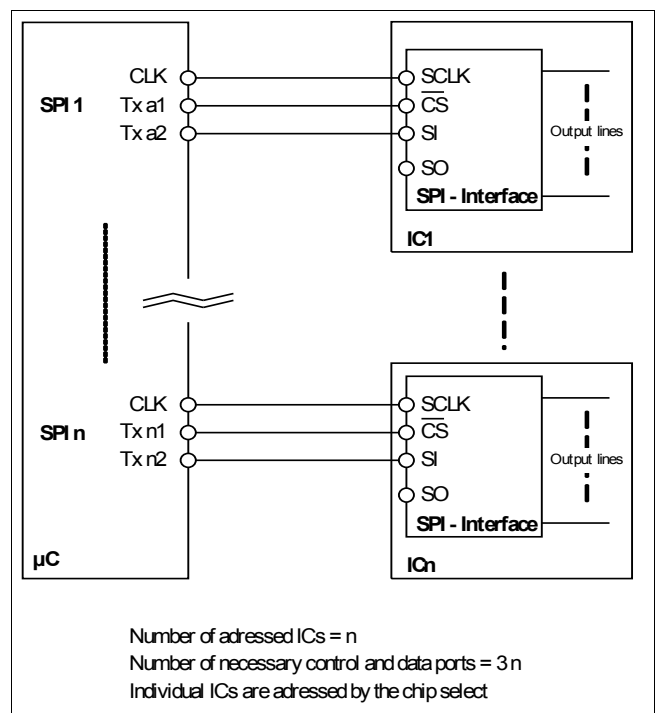 CLK
SPI 1
Tx a1
Tx a2
SCLK
CS
SI
SO
Output lines
SPI - Interface
IC1
CLK
SPI n
Tx n1
Tx n2
SCLK
CS
SI
SO
Output lines
SPI - Interface
ICn
µC
Number of adressed ICs = n
Number of necessary control and data ports = 3 n
Individual ICs are adressed by the chip select